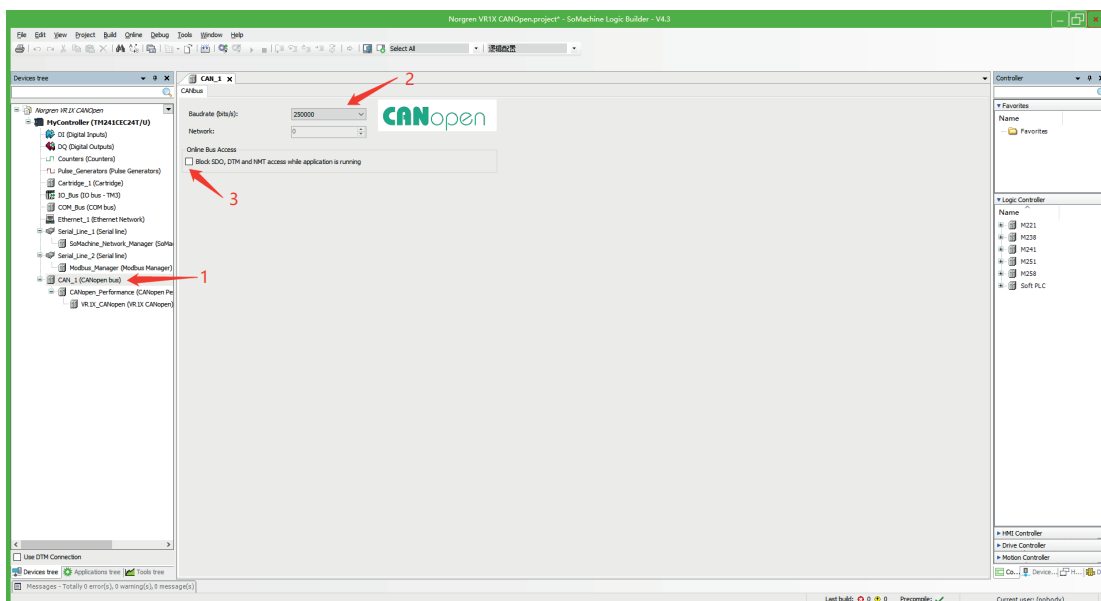 Norgren VR1X CANOpen.project* - SoMachine Logic Builder - V4.3
File Edit View Project Build Online Debug Tools Window Help
Select All
逻辑配置
Devices tree
Norgren VR1X CANOpen
MyController (TM241CEC24T/U)
DI (Digital Inputs)
DQ (Digital Outputs)
Counters (Counters)
Pulse_Generators (Pulse Generators)
Cartridge_1 (Cartridge)
IO_Bus (IO bus - TM3)
COM_Bus (COM bus)
Ethernet_1 (Ethernet Network)
Serial_Line_1 (Serial line)
SoMachine_Network_Manager (SoMa
Serial_Line_2 (Serial line)
Modbus_Manager (Modbus Manager)
CAN_1 (CANopen bus)
CANopen_Performance (CANopen Pe
VR1X_CANopen (VR1X CANopen)
Use DTM Connection
Devices tree Applications tree Tools tree
CAN_1
CANbus
Baudrate (bits/s): 250000
Network: 0
CANopen
Online Bus Access
Block SDO, DTM and NMT access while application is running
1
2
3
Controller
Favorites
Name
Favorites
Logic Controller
Name
M221
M238
M241
M251
M258
Soft PLC
HMI Controller
Drive Controller
Motion Controller
Co... Device... H... D
Messages - Totally 0 error(s), 0 warning(s), 0 message(s)
Last build: 0 0 Precompile: Current user: (nobody)